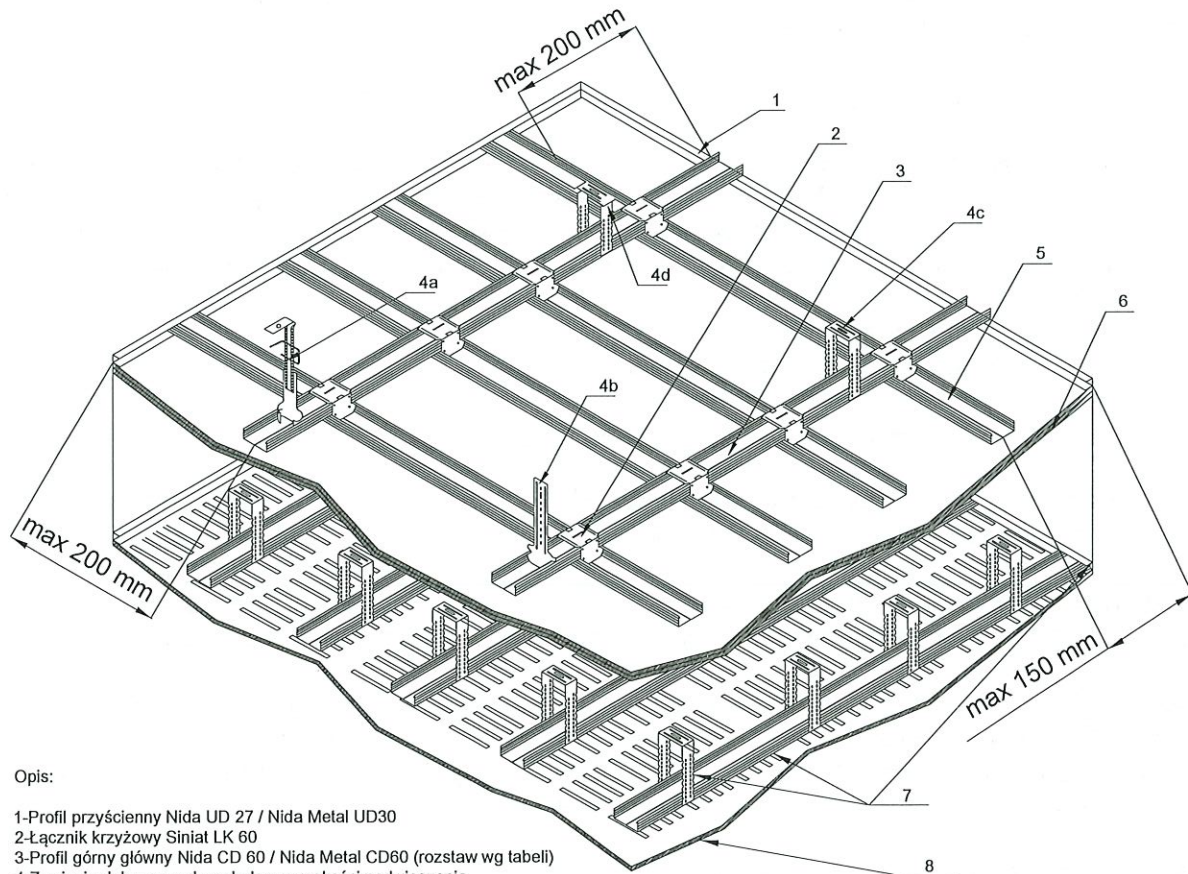 max 200 mm
1
2
3
4c
4d
5
4a
6
4b
max 200 mm
max 150 mm
7
8
Opis:
1-Profil przyścienny Nida UD 27 / Nida Metal UD30
2-Łącznik krzyżowy Siniat LK 60
3-Profil górny główny Nida CD 60 / Nida Metal CD60 (rozstaw wg tabeli)